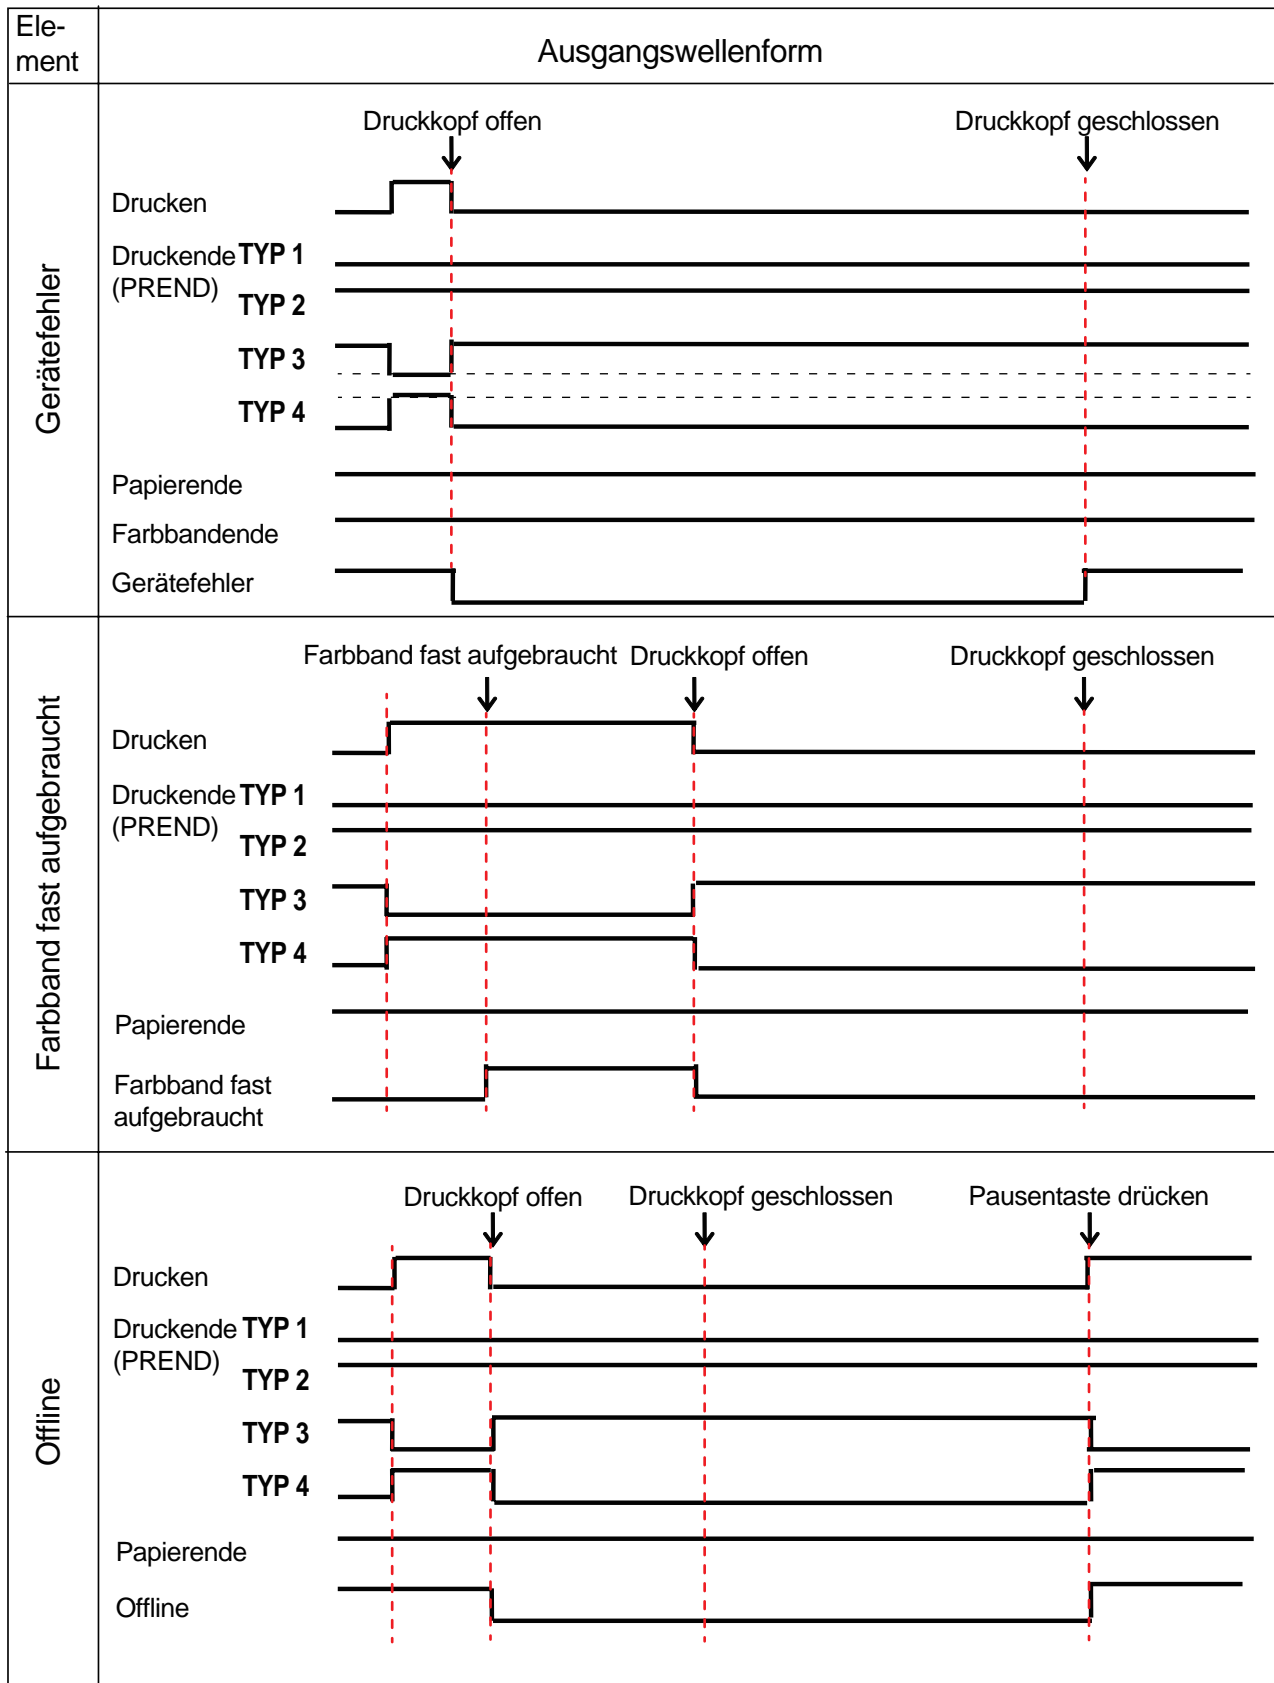 Ele-
ment
Ausgangswellenform
Gerätefehler
Druckkopf offen
Druckkopf geschlossen
Drucken
Druckende TYP 1
(PREND)
TYP 2
TYP 3
TYP 4
Papierende
Farbbandende
Gerätefehler
Farbband fast aufgebraucht
Farbband fast aufgebraucht
Druckkopf offen
Druckkopf geschlossen
Drucken
Druckende TYP 1
(PREND)
TYP 2
TYP 3
TYP 4
Papierende
Farbband fast
aufgebraucht
Offline
Druckkopf offen
Druckkopf geschlossen
Pausentaste drücken
Drucken
Druckende TYP 1
(PREND)
TYP 2
TYP 3
TYP 4
Papierende
Offline